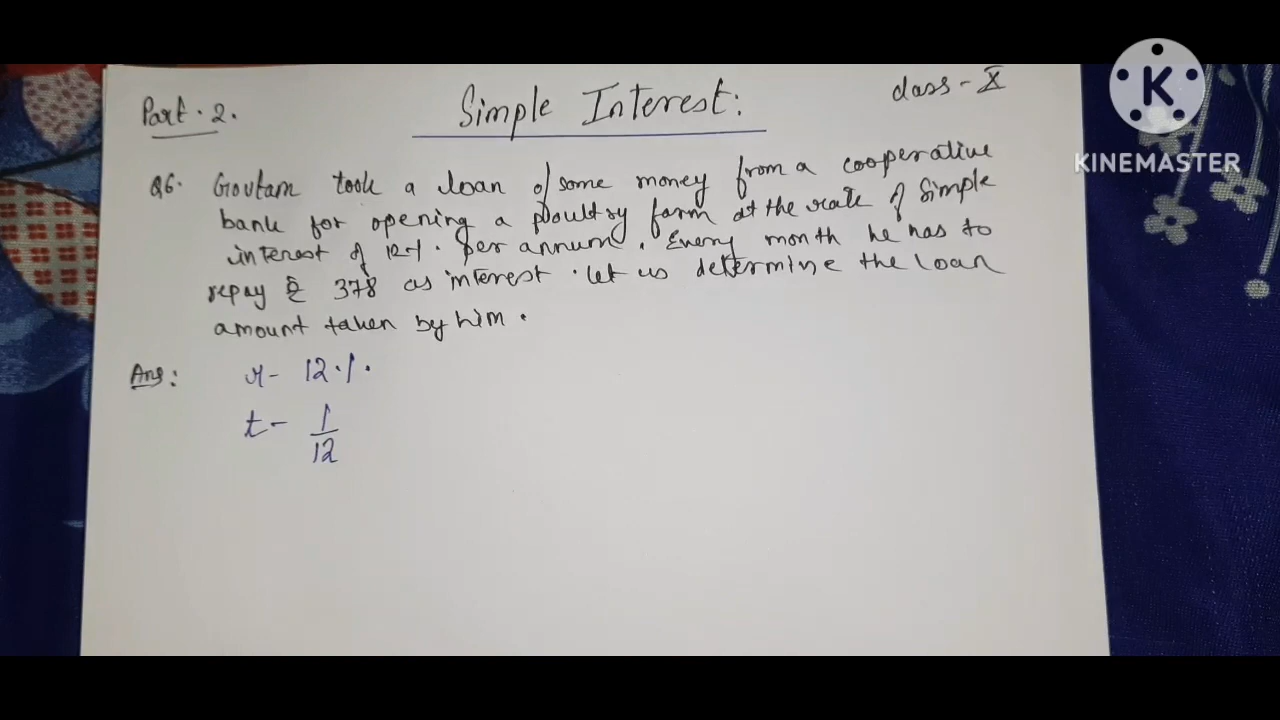 Part. 2.
Simple Interest:
class - X
K
KINEMASTER
Q6. Goutam took a loan of some money from a cooperative
bank for opening a poultry farm at the rate of simple
interest of 12%. per annum. Every month he has to
repay ₹ 378 as interest. let us determine the loan
amount taken by him.
Ans:
r - 12%.
t - 1/12